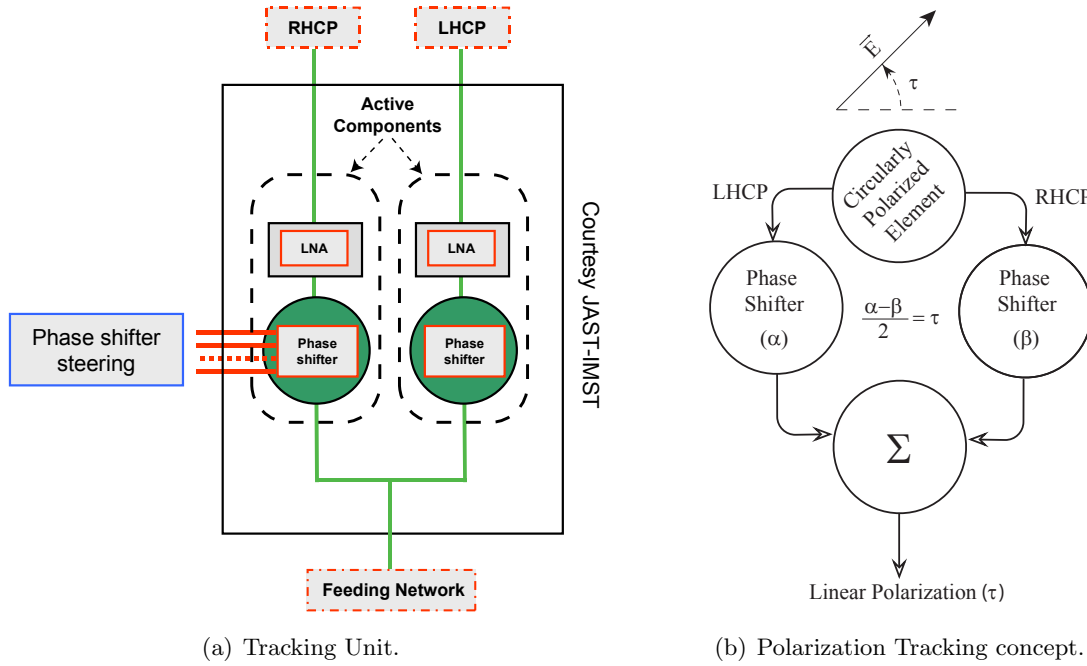 RHCP
LHCP
Active
Components
LNA
LNA
Phase shifter
steering
Phase
shifter
Phase
shifter
Feeding Network
Courtesy JAST-IMST
(a) Tracking Unit.
E
τ
Circularly
Polarized
Element
LHCP
RHCP
Phase
Shifter
(α)
α−β
2
= τ
Phase
Shifter
(β)
Σ
Linear Polarization (τ)
(b) Polarization Tracking concept.